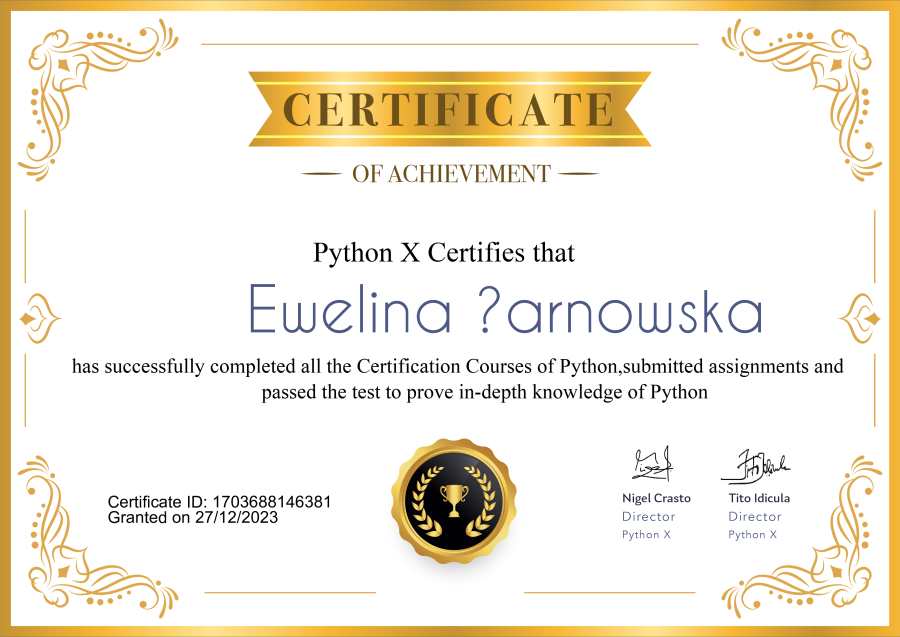 CERTIFICATE
OF ACHIEVEMENT
Python X Certifies that
Ewelina ?arnowska
has successfully completed all the Certification Courses of Python,submitted assignments and
passed the test to prove in-depth knowledge of Python
Certificate ID: 1703688146381
Granted on 27/12/2023
Nigel Crasto
Director
Python X
Tito Idicula
Director
Python X